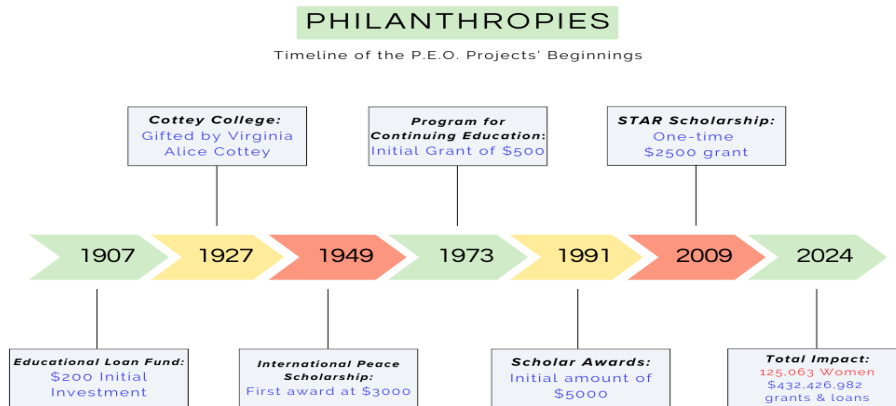 PHILANTHROPIES
Timeline of the P.E.O. Projects' Beginnings
Cottey College:
Gifted by Virginia
Alice Cottey
Program for
Continuing Education:
Initial Grant of $500
STAR Scholarship:
One-time
$2500 grant
1907
1927
1949
1973
1991
2009
2024
Educational Loan Fund:
$200 Initial
Investment
International Peace
Scholarship:
First award at $3000
Scholar Awards:
Initial amount of
$5000
Total Impact:
125,063 Women
$432,426,982
grants & loans